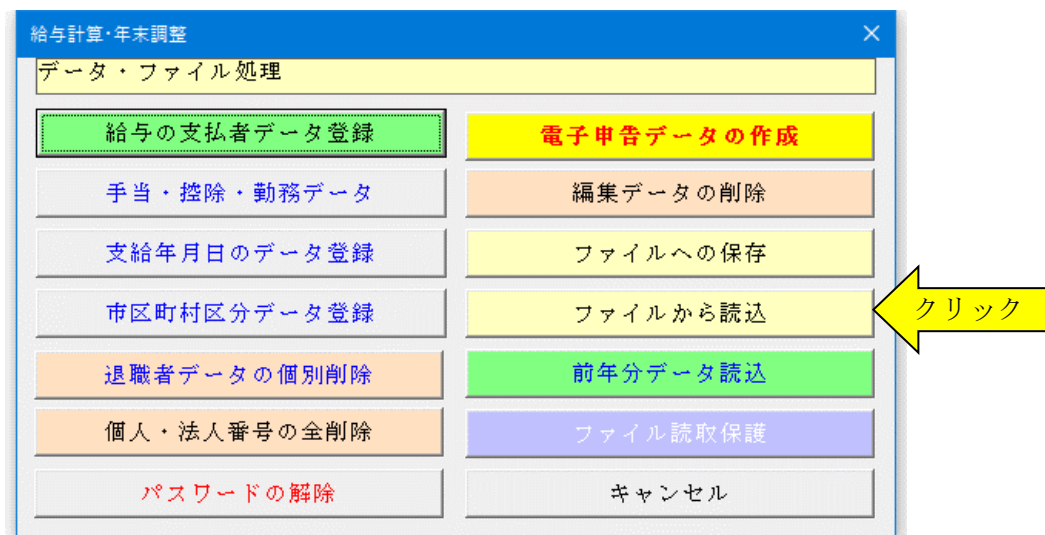 給与計算・年末調整
データ・ファイル処理
給与の支払者データ登録
電子申告データの作成
手当・控除・勤務データ
編集データの削除
支給年月日のデータ登録
ファイルへの保存
市区町村区分データ登録
ファイルから読込
クリック
退職者データの個別削除
前年分データ読込
個人・法人番号の全削除
ファイル読取保護
パスワードの解除
キャンセル